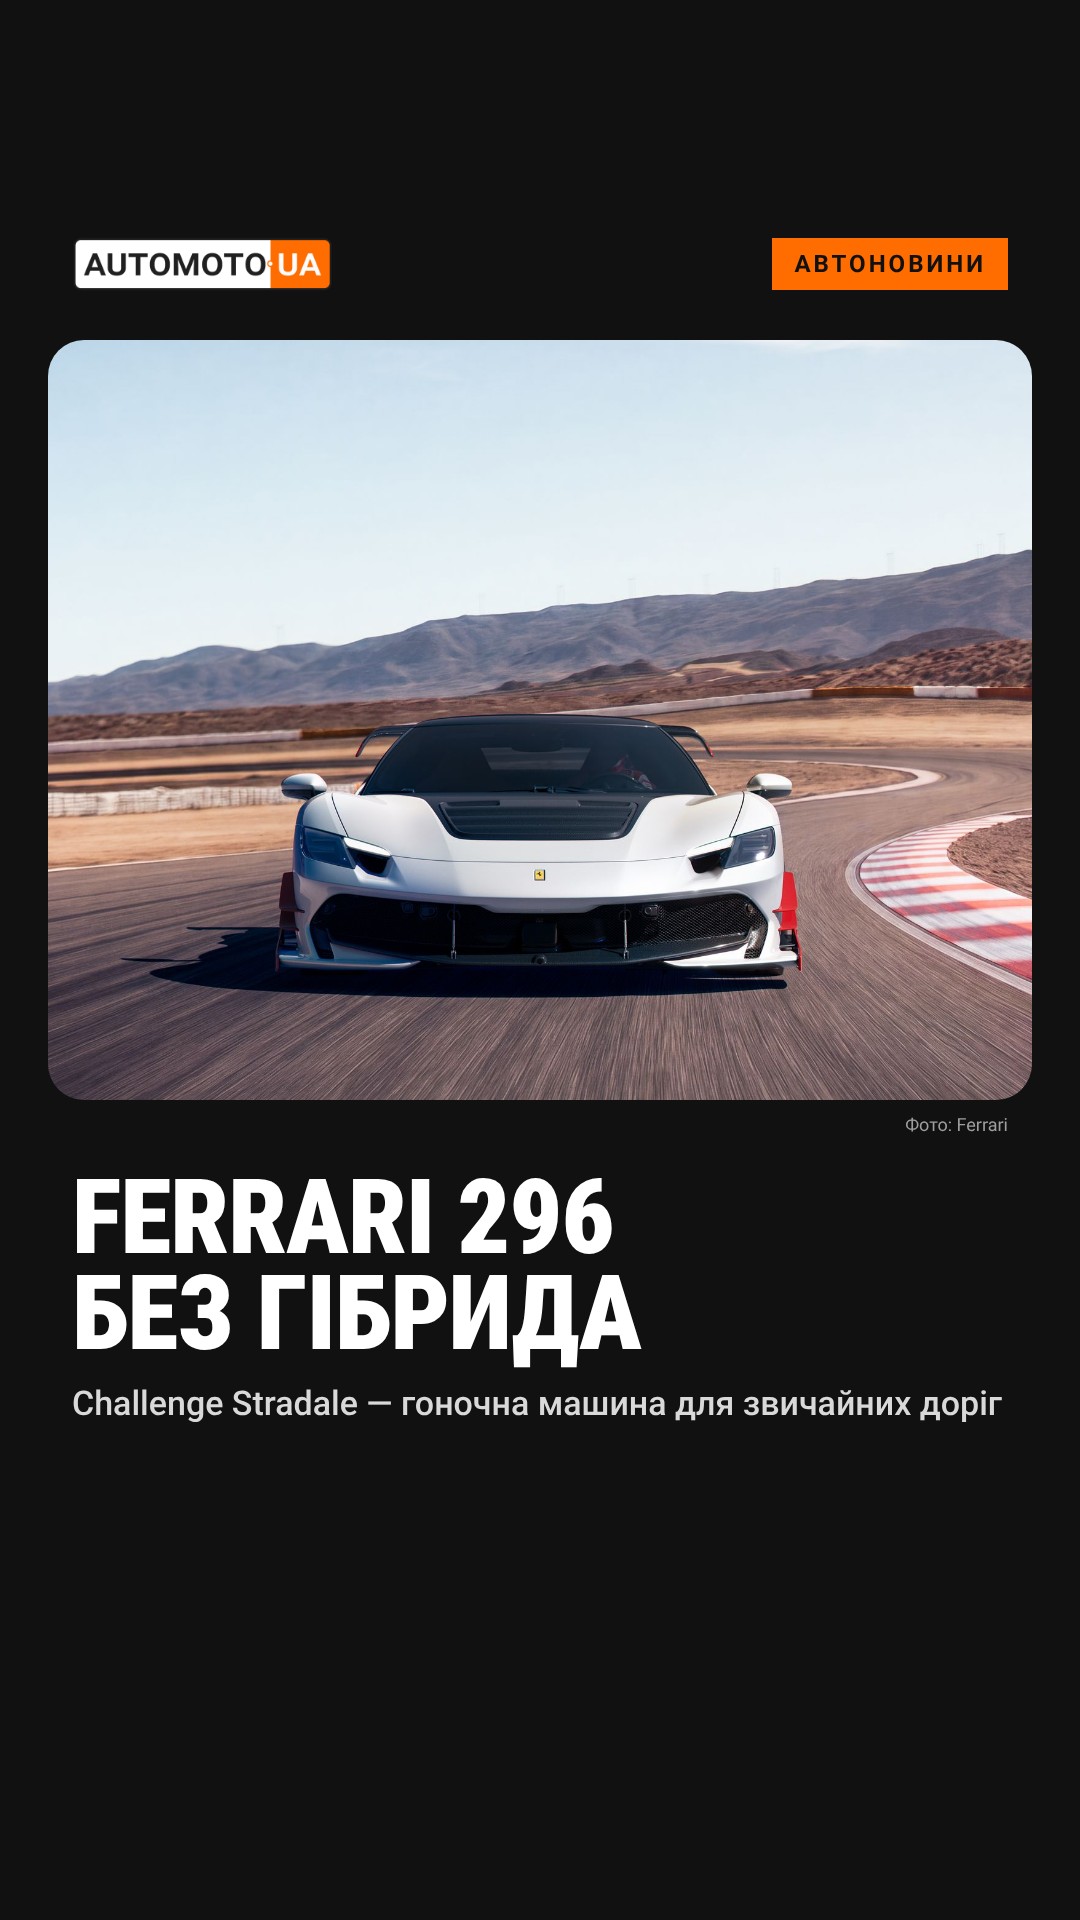 AUTOMOTO UA
АВТОНОВИНИ
Фото: Ferrari
FERRARI 296
БЕЗ ГІБРИДА
Challenge Stradale — гоночна машина для звичайних доріг